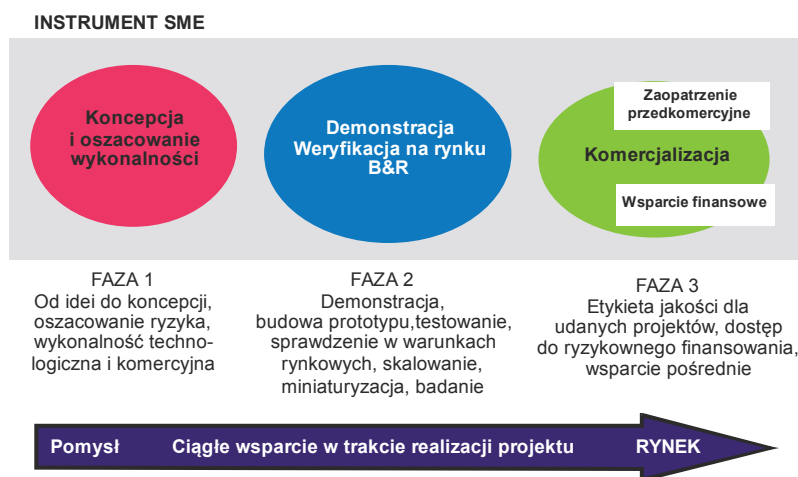 INSTRUMENT SME
Koncepcja
i oszacowanie
wykonalności
Demonstracja
Weryfikacja na rynku
B&R
Zaopatrzenie
przedkomercyjne
Komercjalizacja
Wsparcie finansowe
FAZA 1
Od idei do koncepcji,
oszacowanie ryzyka,
wykonalność techno-
logiczna i komercyjna
FAZA 2
Demonstracja,
budowa prototypu,testowanie,
sprawdzenie w warunkach
rynkowych, skalowanie,
miniaturyzacja, badanie
FAZA 3
Etykieta jakości dla
udanych projektów, dostęp
do ryzykownego finansowania,
wsparcie pośrednie
Pomysł Ciągłe wsparcie w trakcie realizacji projektu RYNEK